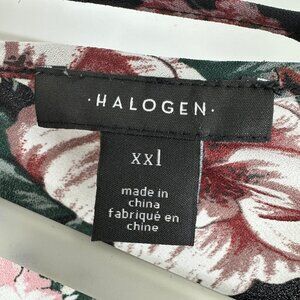 ·HALOGEN·
xxl
made in
china
fabriqué en
chine